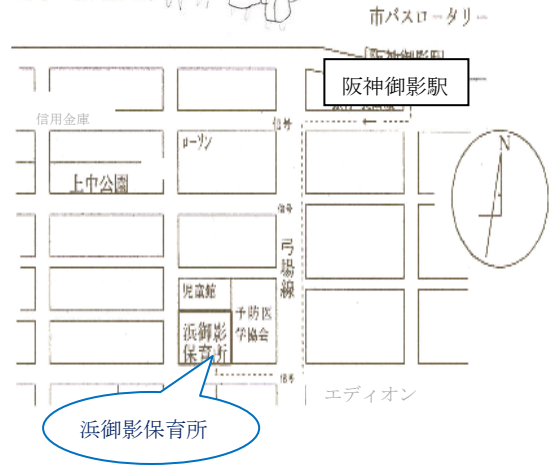 市バスロータリー
阪神御影駅
信用金庫
信号
ローソン
N
上中公園
信号
弓場線
児童館
予防医
学協会
浜御影
保育所
信号
エディオン
浜御影保育所